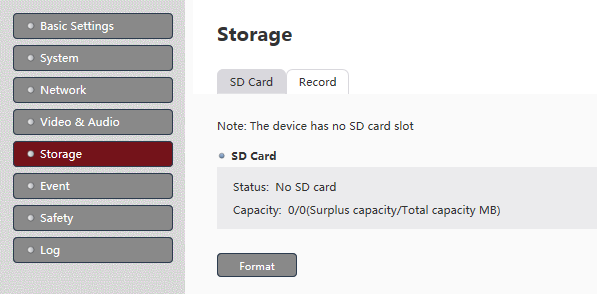 Basic Settings
System
Network
Video & Audio
Storage
Event
Safety
Log
Storage
SD Card
Record
Note: The device has no SD card slot
SD Card
Status: No SD card
Capacity: 0/0(Surplus capacity/Total capacity MB)
Format